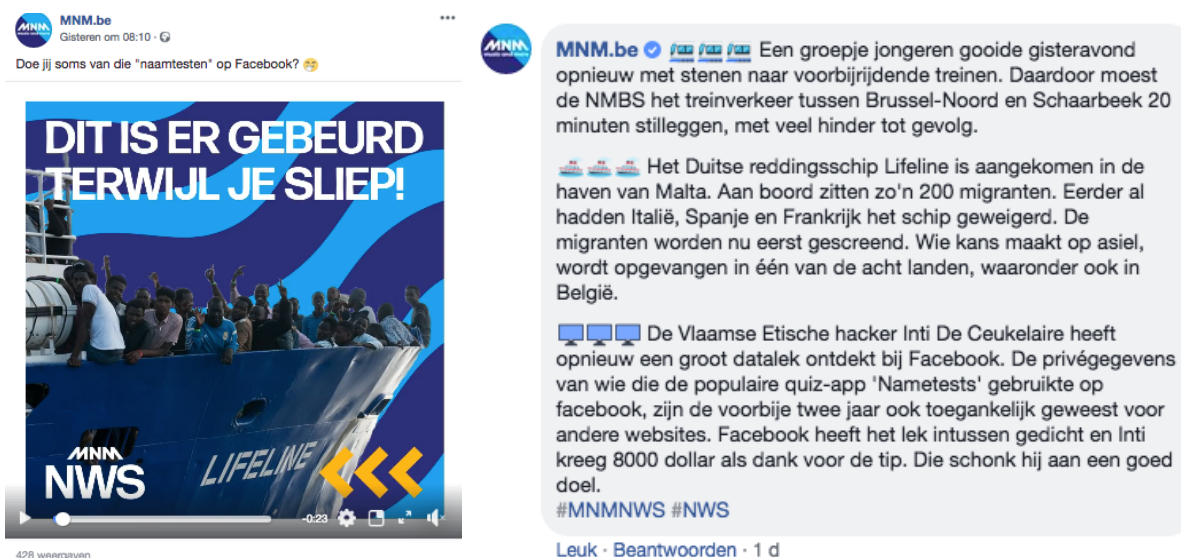 MNM.be
Gisteren om 08:10 ·
Doe jij soms van die "naamtesten" op Facebook? 😁
DIT IS ER GEBEURD
TERWIJL JE SLIEP!
LIFELINE
MNM
NWS
-0:23
428 weergaven
MNM
MNM.be 🚈🚈🚈 Een groepje jongeren gooide gisteravond
opnieuw met stenen naar voorbijrijdende treinen. Daardoor moest
de NMBS het treinverkeer tussen Brussel-Noord en Schaarbeek 20
minuten stilleggen, met veel hinder tot gevolg.
🛳🛳🛳 Het Duitse reddingsschip Lifeline is aangekomen in de
haven van Malta. Aan boord zitten zo'n 200 migranten. Eerder al
hadden Italië, Spanje en Frankrijk het schip geweigerd. De
migranten worden nu eerst gescreend. Wie kans maakt op asiel,
wordt opgevangen in één van de acht landen, waaronder ook in
België.
🖥🖥🖥 De Vlaamse Etische hacker Inti De Ceukelaire heeft
opnieuw een groot datalek ontdekt bij Facebook. De privégegevens
van wie die de populaire quiz-app 'Nametests' gebruikte op
facebook, zijn de voorbije twee jaar ook toegankelijk geweest voor
andere websites. Facebook heeft het lek intussen gedicht en Inti
kreeg 8000 dollar als dank voor de tip. Die schonk hij aan een goed
doel.
#MNMNWS #NWS
Leuk · Beantwoorden · 1 d